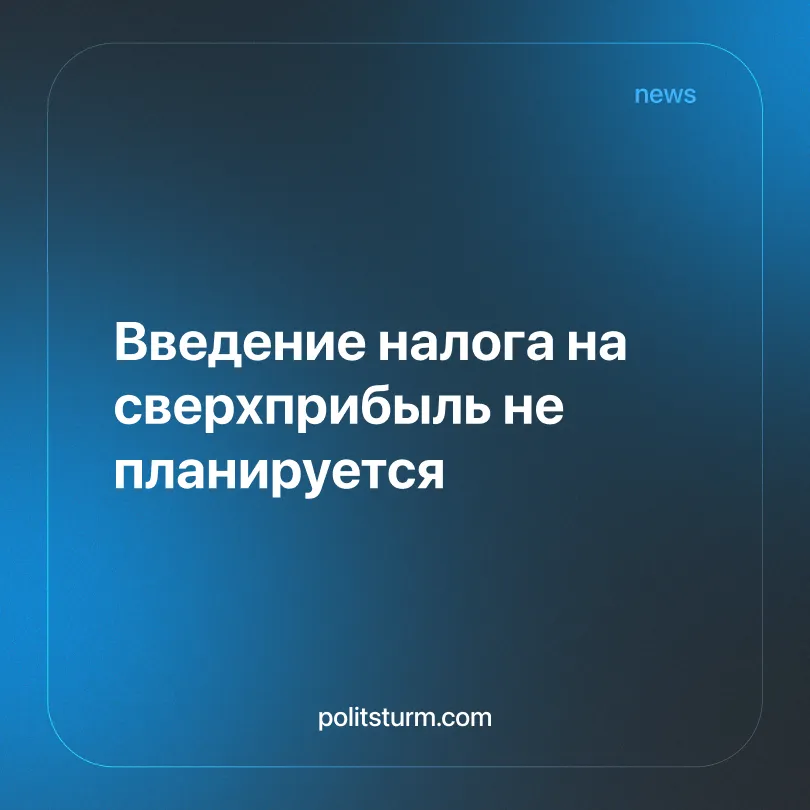 news
Введение налога на
сверхприбыль не
планируется
politsturm.com